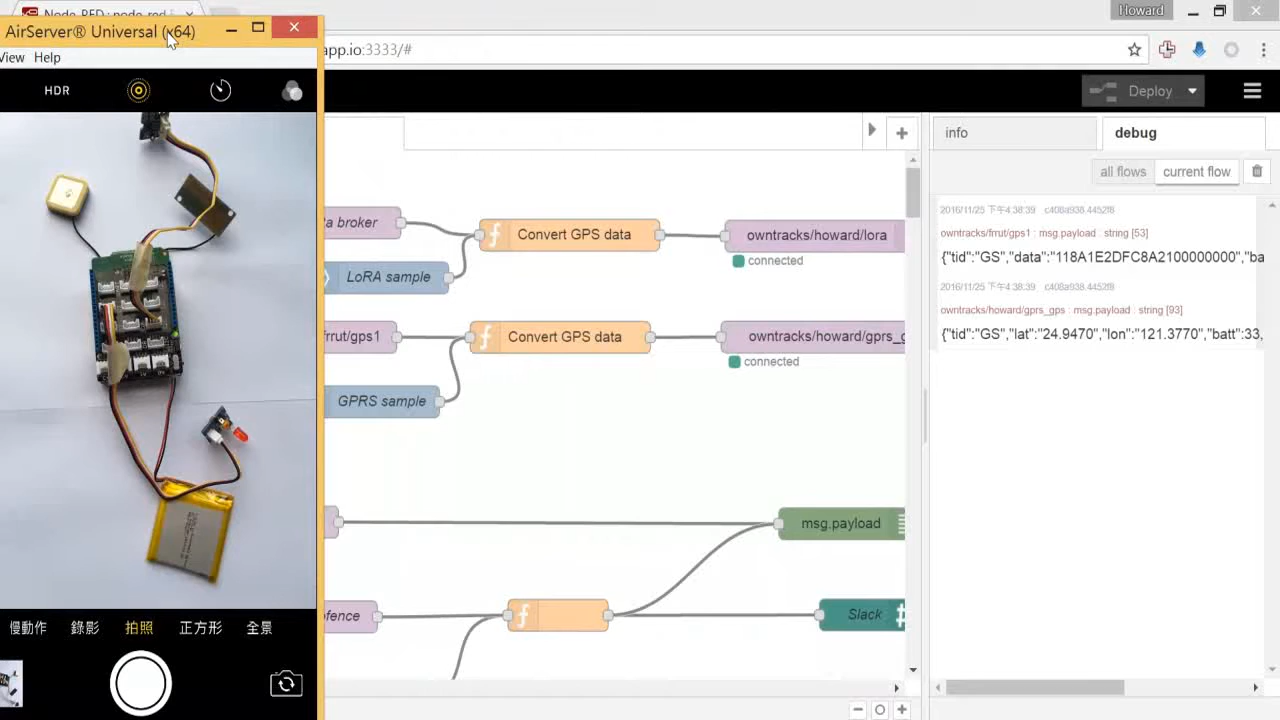 Node-RED : node-red
Howard
AirServer® Universal (x64)
View Help
app.io:3333/#
HDR
Deploy
info
debug
all flows
current flow
2016/11/25 下午4:38:39 c408a938.4452f8
owntracks/frrut/gps1 : msg.payload : string [53]
{"tid":"GS","data":"118A1E2DFC8A2100000000","ba
2016/11/25 下午4:38:39 c408a938.4452f8
owntracks/howard/gprs_gps : msg.payload : string [93]
{"tid":"GS","lat":"24.9470","lon":"121.3770","batt":33,
ta broker
Convert GPS data
owntracks/howard/lora
connected
LoRA sample
frrut/gps1
Convert GPS data
owntracks/howard/gprs_g
connected
GPRS sample
msg.payload
ofence
Slack
慢動作 錄影 拍照 正方形 全景